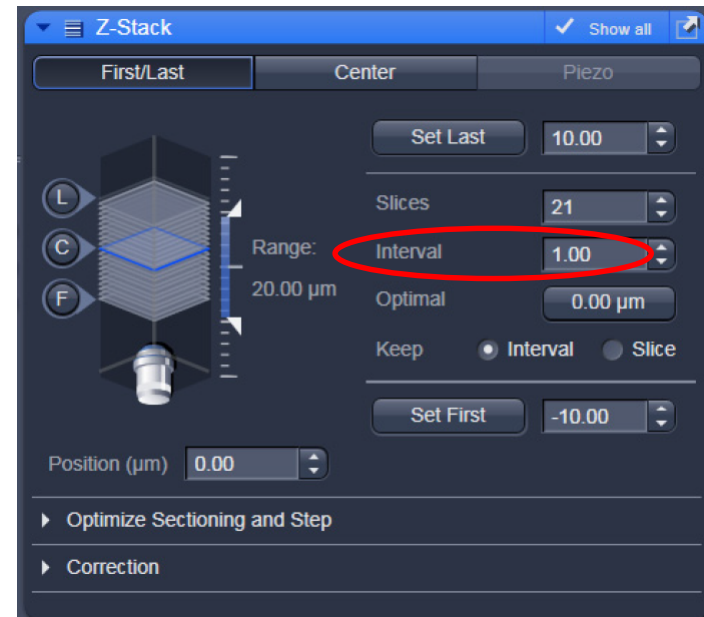 Z-Stack Show all
First/Last Center Piezo
Set Last 10.00
L
Slices 21
C Range: Interval 1.00
F 20.00 µm Optimal 0.00 µm
Keep Interval Slice
Set First -10.00
Position (µm) 0.00
Optimize Sectioning and Step
Correction